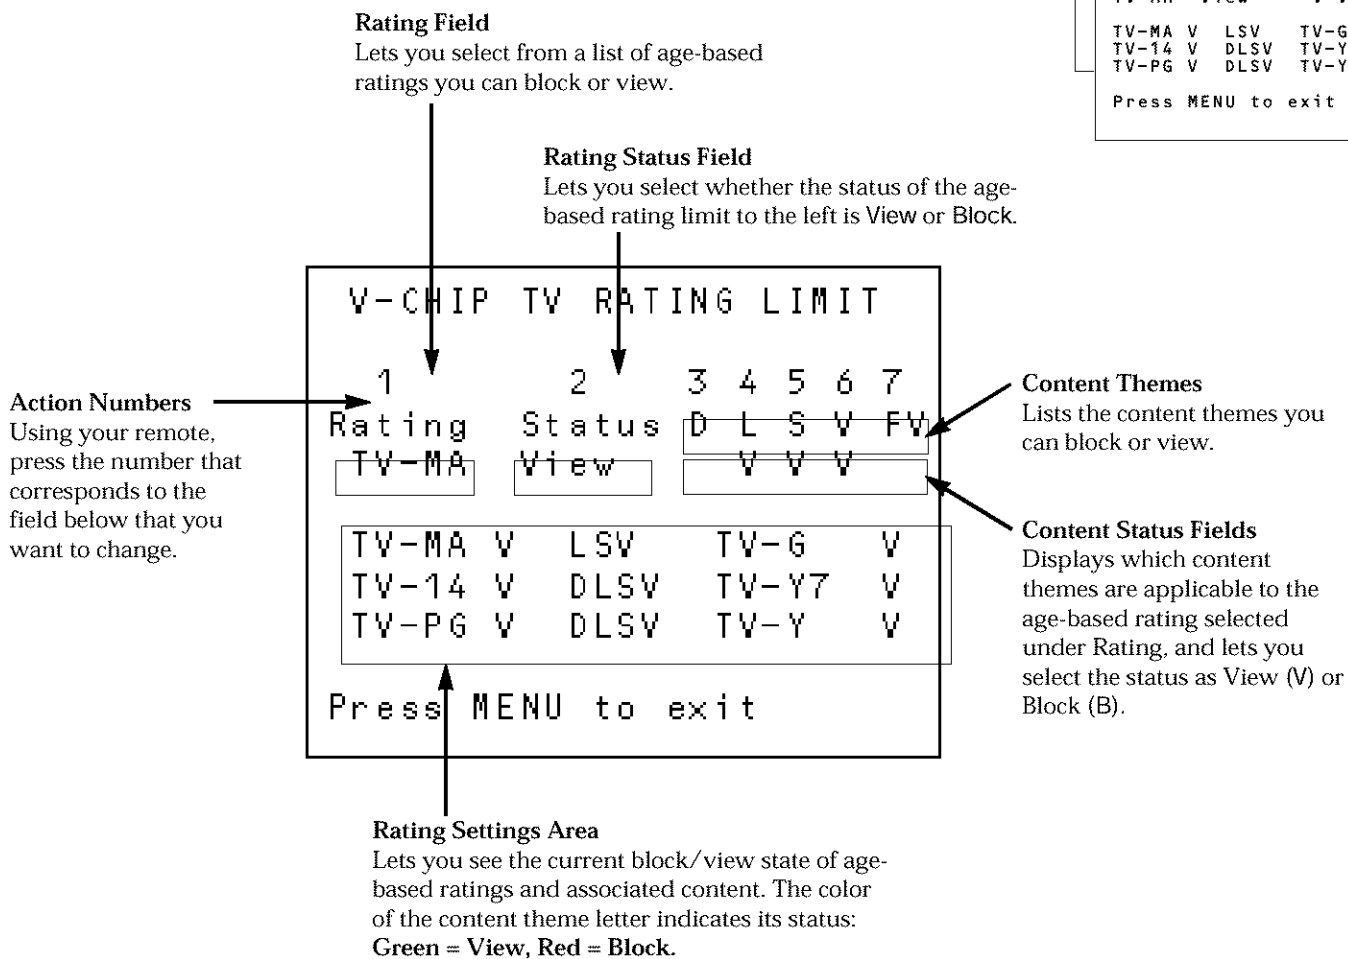 Rating Field
Lets you select from a list of age-based
ratings you can block or view.
Rating Status Field
Lets you select whether the status of the age-
based rating limit to the left is View or Block.
TV-MA V LSV TV-G
TV-14 V DLSV TV-Y
TV-PG V DLSV TV-Y
Press MENU to exit
V-CHIP TV RATING LIMIT
1 2 3 4 5 6 7
Rating Status D L S V FV
TV-MA View V V V
TV-MA V LSV TV-G V
TV-14 V DLSV TV-Y7 V
TV-PG V DLSV TV-Y V
Press MENU to exit
Action Numbers
Using your remote,
press the number that
corresponds to the
field below that you
want to change.
Content Themes
Lists the content themes you
can block or view.
Content Status Fields
Displays which content
themes are applicable to the
age-based rating selected
under Rating, and lets you
select the status as View (V) or
Block (B).
Rating Settings Area
Lets you see the current block/view state of age-
based ratings and associated content. The color
of the content theme letter indicates its status:
Green = View, Red = Block.